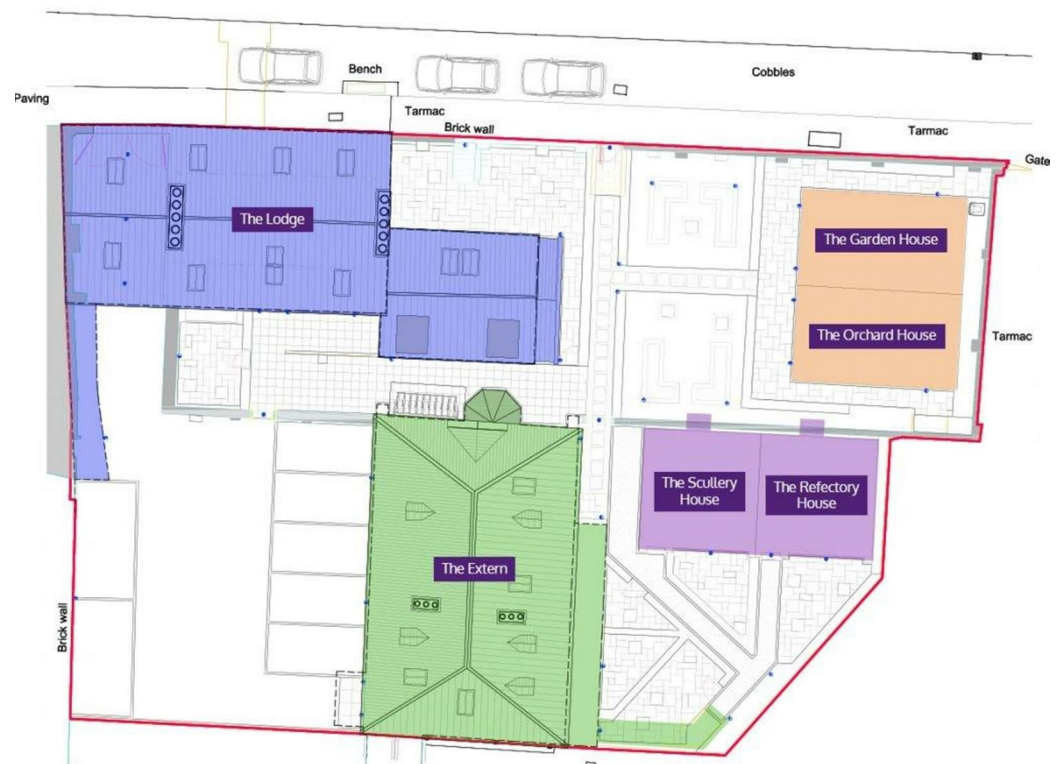 Bench
Cobbles
Paving
Tarmac
Brick wall
Tarmac
Gate
The Lodge
The Garden House
The Orchard House
Tarmac
The Scullery
House
The Refectory
House
The Extern
Brick wall